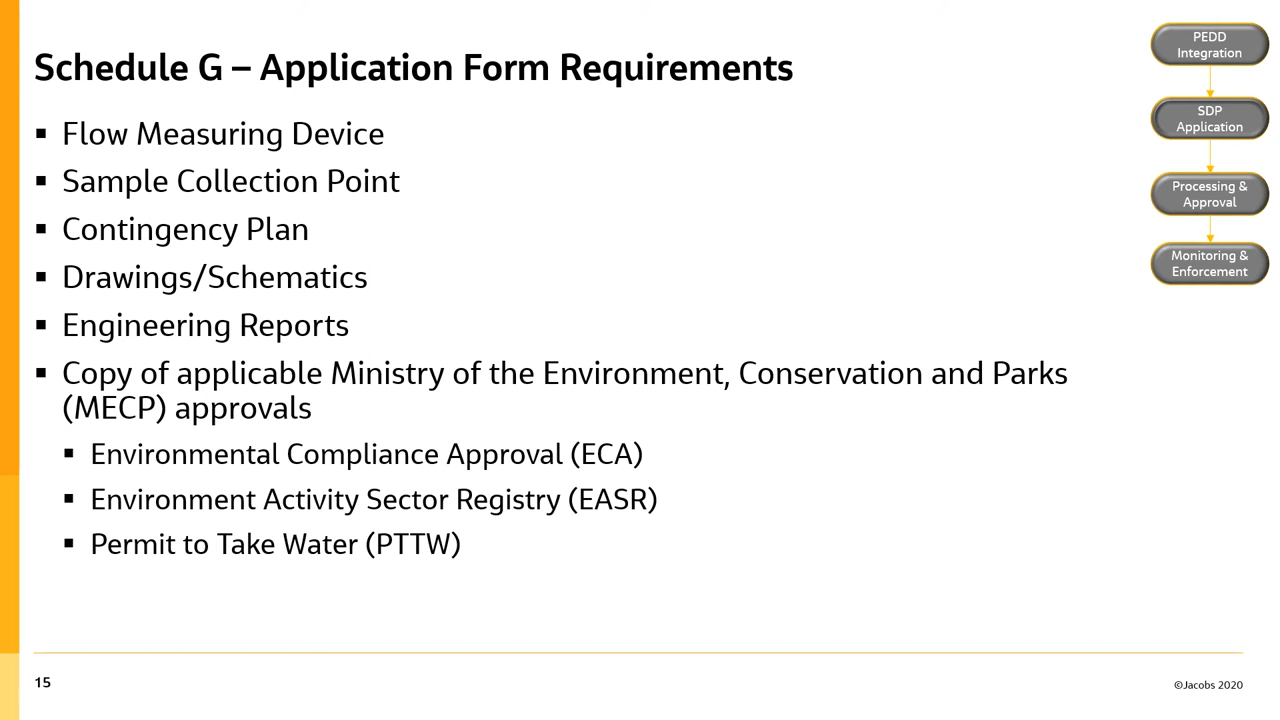 Schedule G – Application Form Requirements
▪ Flow Measuring Device
▪ Sample Collection Point
▪ Contingency Plan
▪ Drawings/Schematics
▪ Engineering Reports
▪ Copy of applicable Ministry of the Environment, Conservation and Parks
(MECP) approvals
▪ Environmental Compliance Approval (ECA)
▪ Environment Activity Sector Registry (EASR)
▪ Permit to Take Water (PTTW)
PEDD
Integration
SDP
Application
Processing &
Approval
Monitoring &
Enforcement
15
©Jacobs 2020